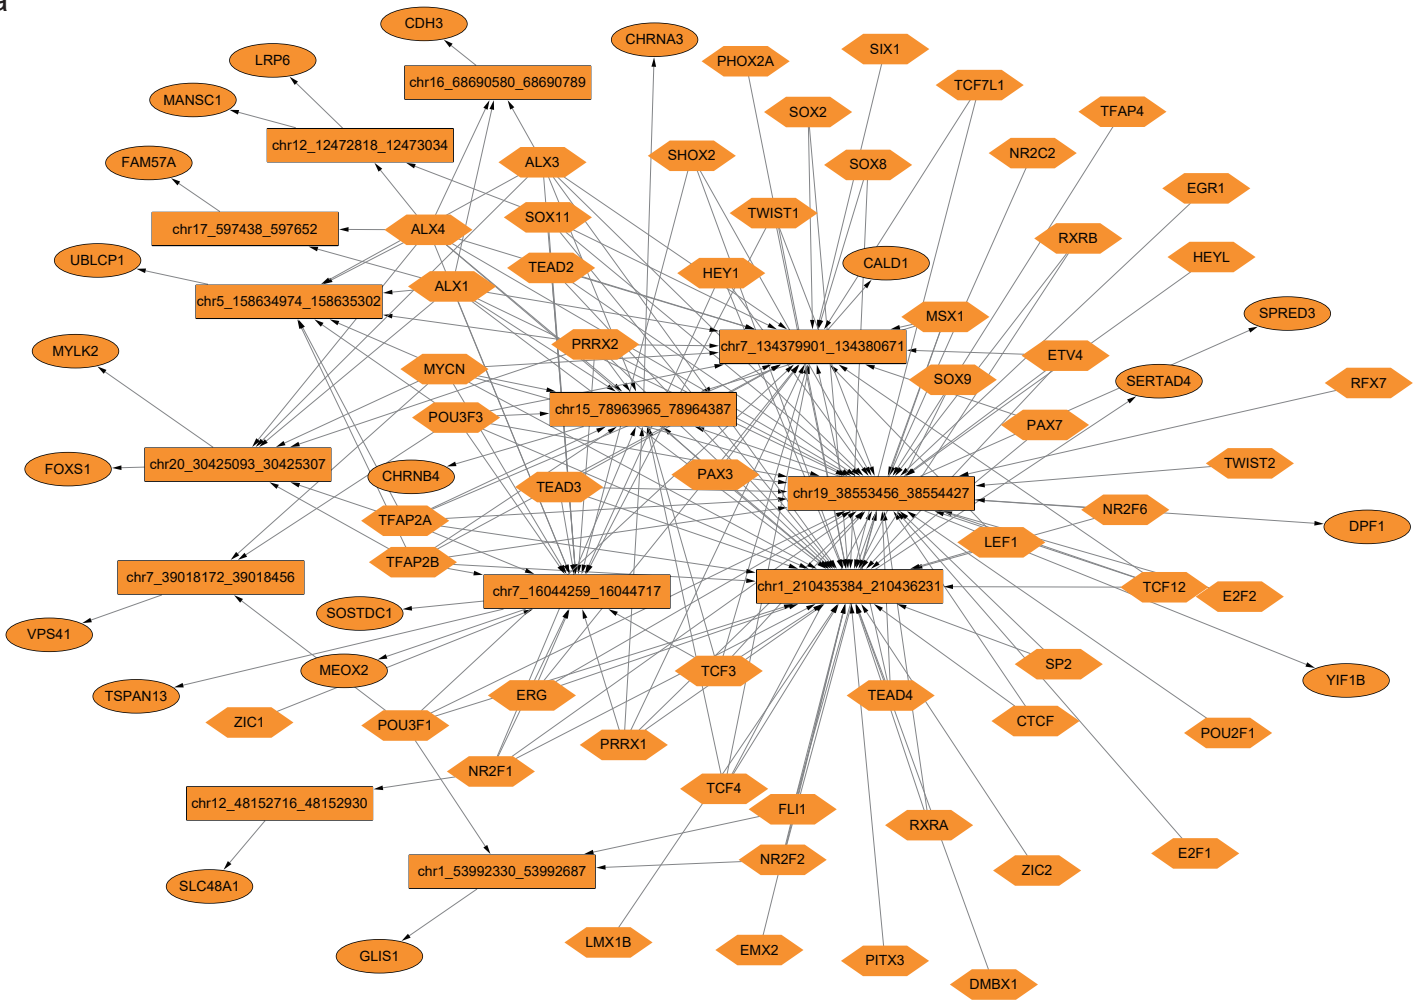 a
CDH3
CHRNA3
SIX1
LRP6
PHOX2A
chr16_68690580_68690789
TCF7L1
MANSC1
SOX2
TFAP4
chr12_12472818_12473034
NR2C2
FAM57A
ALX3
SHOX2
SOX8
EGR1
chr17_597438_597652
ALX4
SOX11
TWIST1
RXRB
UBLCP1
TEAD2
HEY1
CALD1
HEYL
chr5_158634974_158635302
ALX1
SPRED3
MSX1
MYLK2
PRRX2
chr7_134379901_134380671
ETV4
MYCN
SOX9
SERTAD4
RFX7
POU3F3
chr15_78963965_78964387
PAX7
FOXS1
chr20_30425093_30425307
CHRNB4
PAX3
TWIST2
TEAD3
chr19_38553456_38554427
TFAP2A
NR2F6
DPF1
LEF1
TFAP2B
chr7_39018172_39018456
chr7_16044259_16044717
chr1_210435384_210436231
TCF12
E2F2
SOSTDC1
VPS41
MEOX2
TCF3
SP2
YIF1B
TSPAN13
ERG
TEAD4
ZIC1
POU3F1
CTCF
POU2F1
PRRX1
NR2F1
TCF4
chr12_48152716_48152930
FLI1
RXRA
NR2F2
E2F1
chr1_53992330_53992687
ZIC2
SLC48A1
GLIS1
LMX1B
EMX2
PITX3
DMBX1